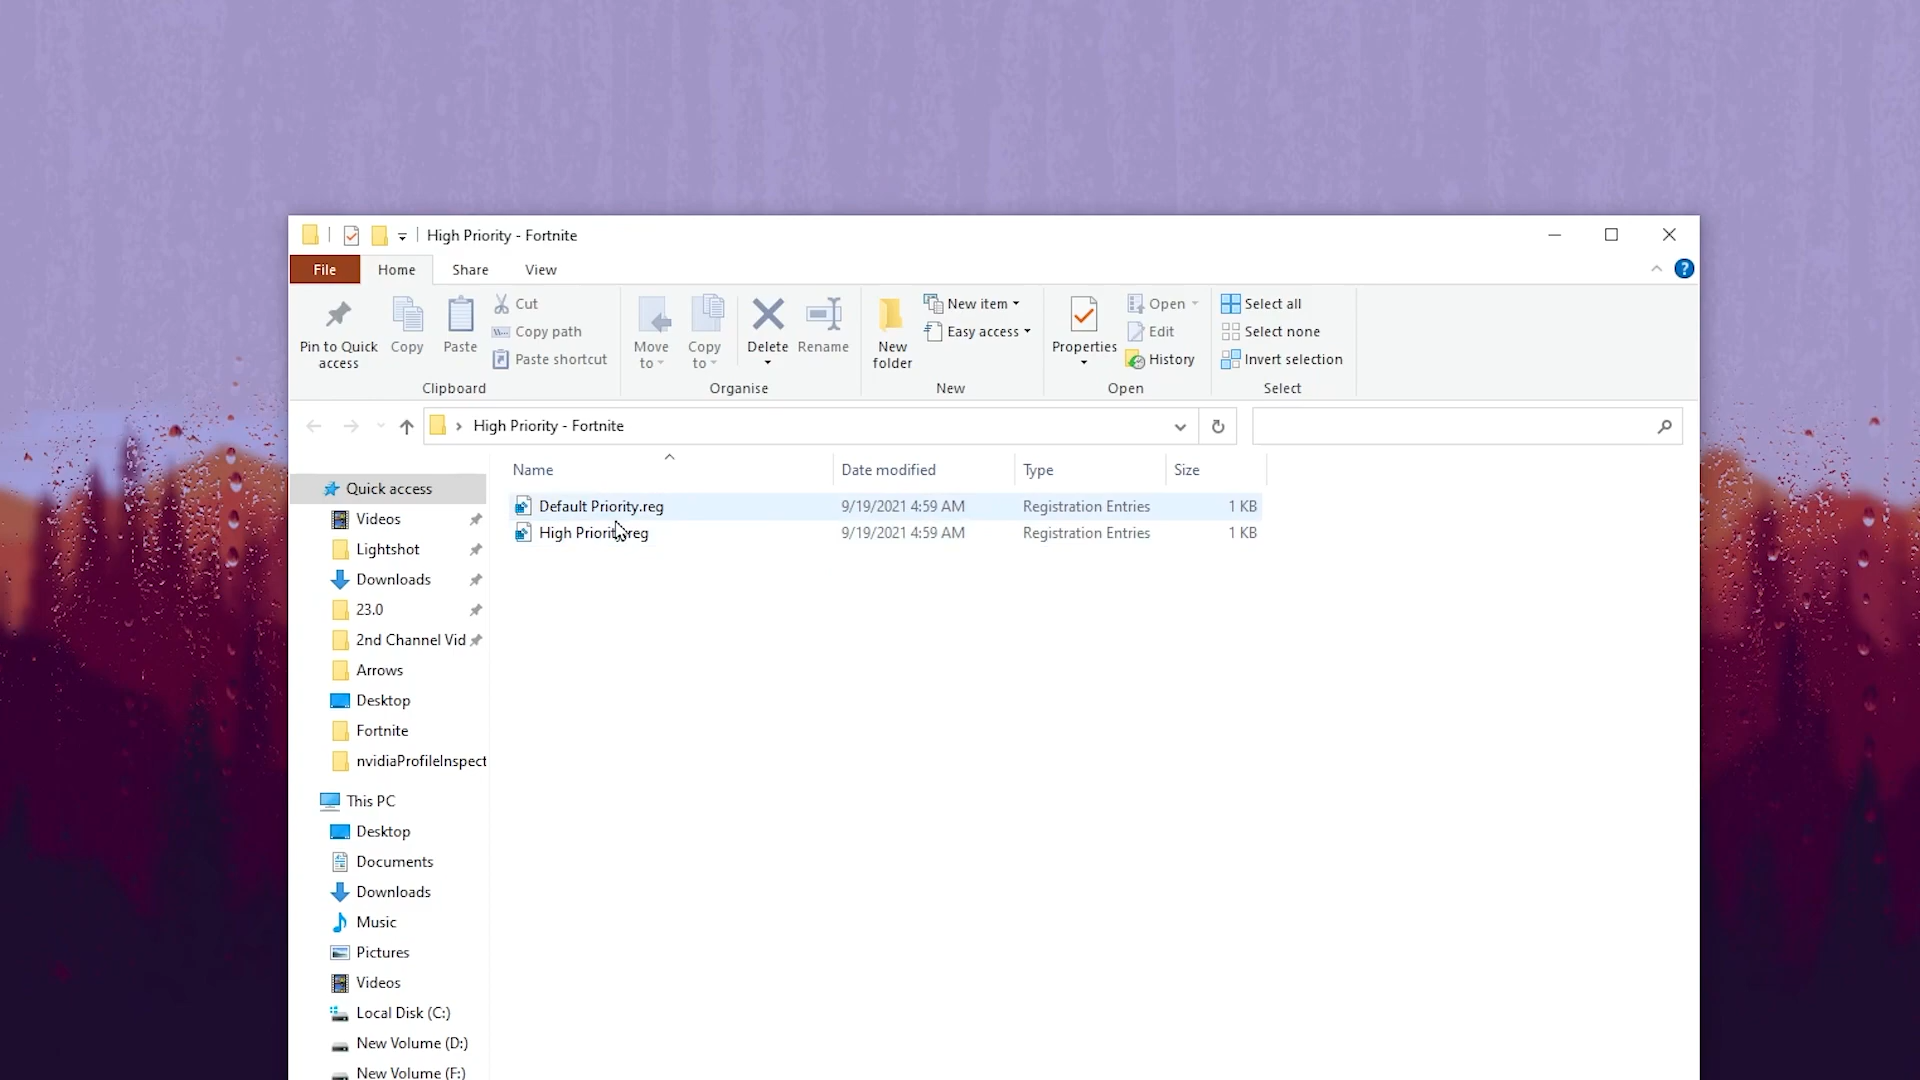 High Priority - Fortnite
File Home Share View
Pin to Quick access
Copy
Paste
Cut
Copy path
Paste shortcut
Clipboard
Move to
Copy to
Delete
Rename
Organise
New folder
New item
Easy access
New
Properties
Open
Edit
History
Open
Select all
Select none
Invert selection
Select
High Priority - Fortnite
Name Date modified Type Size
Default Priority.reg 9/19/2021 4:59 AM Registration Entries 1 KB
High Priority.reg 9/19/2021 4:59 AM Registration Entries 1 KB
Quick access
Videos
Lightshot
Downloads
23.0
2nd Channel Vid
Arrows
Desktop
Fortnite
nvidiaProfileInspect
This PC
Desktop
Documents
Downloads
Music
Pictures
Videos
Local Disk (C:)
New Volume (D:)
New Volume (F:)